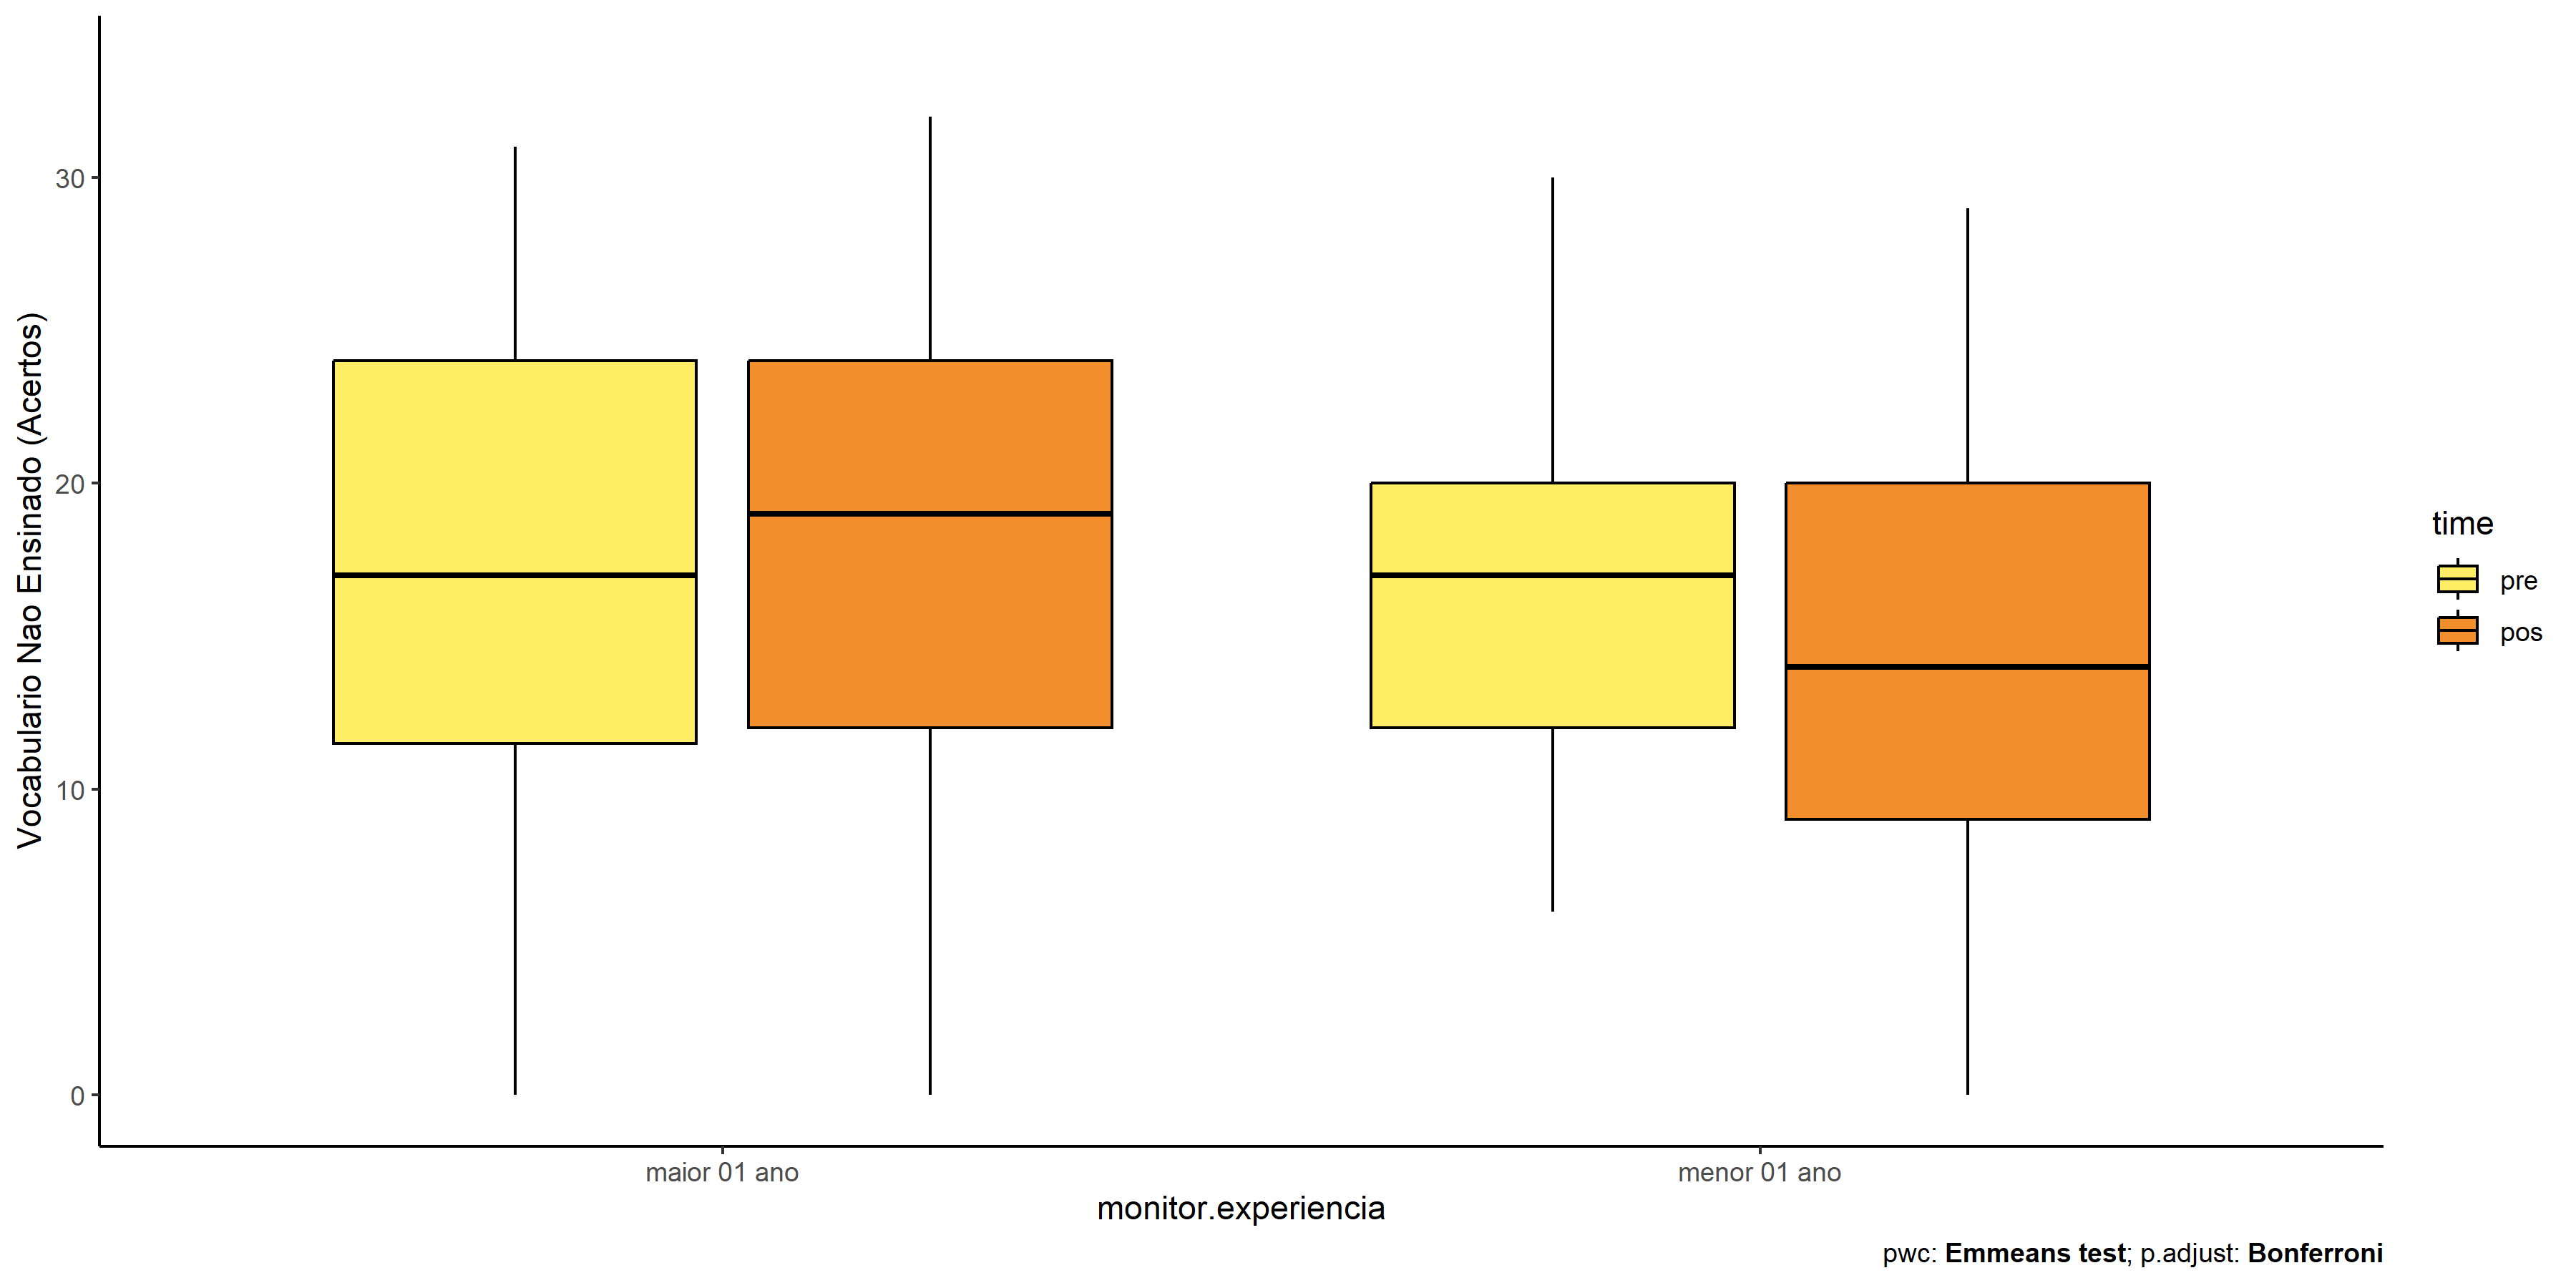 Vocabulario Nao Ensinado (Acertos)
30
20
10
0
maior 01 ano
menor 01 ano
monitor.experiencia
time
pre
pos
pwc: Emmeans test; p.adjust: Bonferroni